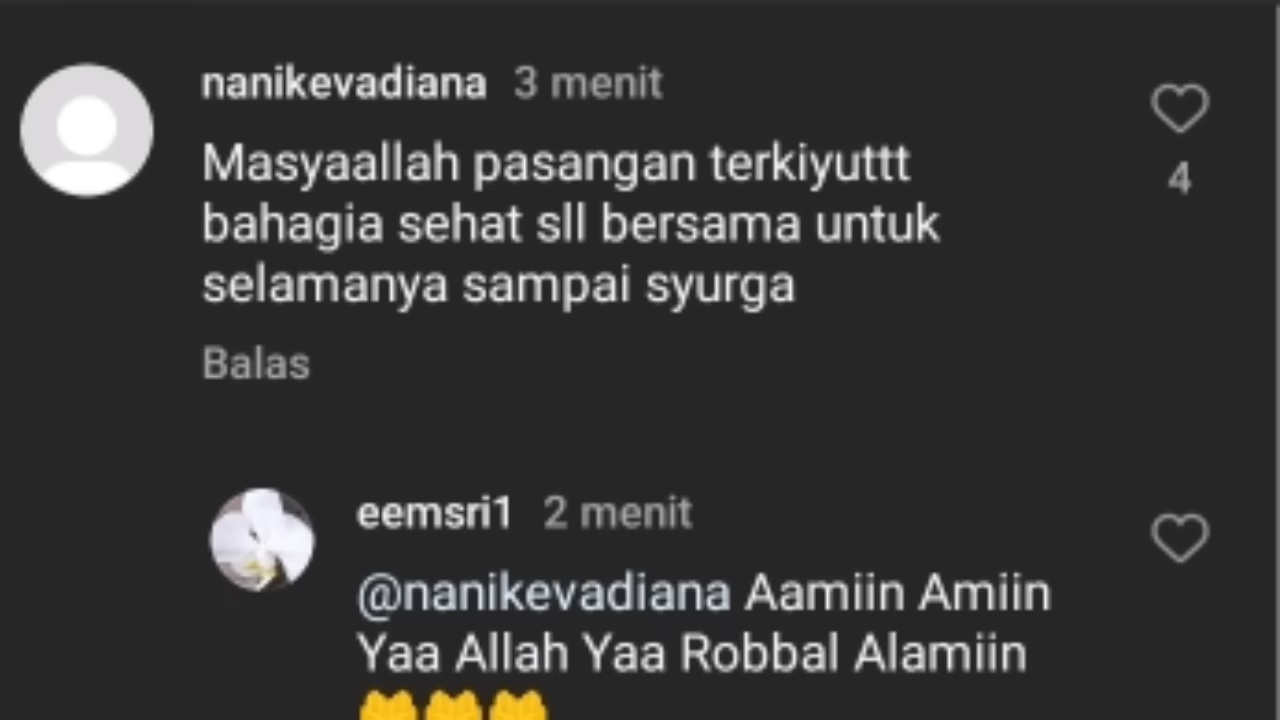 nanikevadiana 3 menit
Masyaallah pasangan terkiyuttt
4
bahagia sehat sll bersama untuk
selamanya sampai syurga
Balas
eemsri1 2 menit
@nanikevadiana Aamiin Amiin
Yaa Allah Yaa Robbal Alamiin